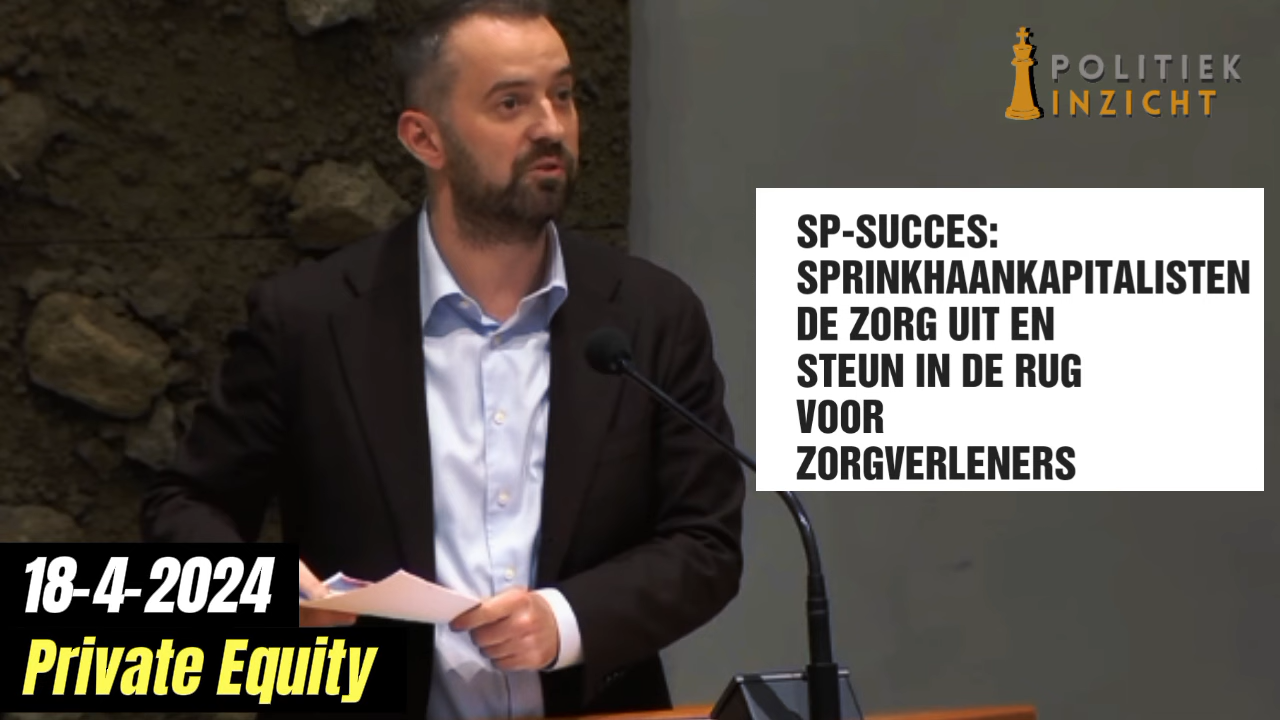 POLITIEK
INZICHT
SP-SUCCES:
SPRINKHAANKAPITALISTEN
DE ZORG UIT EN
STEUN IN DE RUG
VOOR
ZORGVERLENERS
18-4-2024
Private Equity